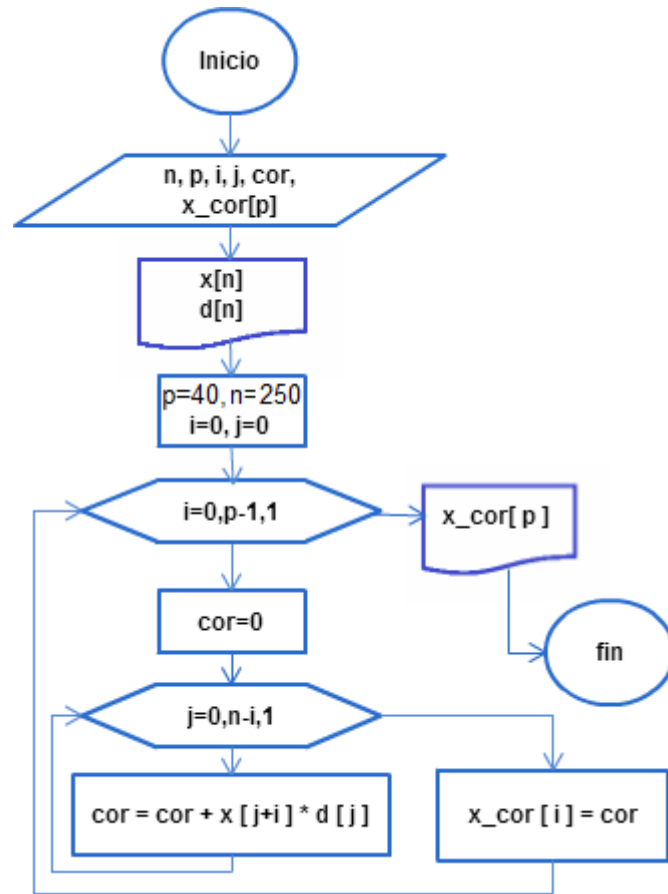 Inicio
n, p, i, j, cor,
x_cor[p]
x[n]
d[n]
p=40, n=250
i=0, j=0
i=0,p-1,1
x_cor[ p ]
cor=0
fin
j=0,n-i,1
cor = cor + x [ j+i ] * d [ j ]
x_cor [ i ] = cor